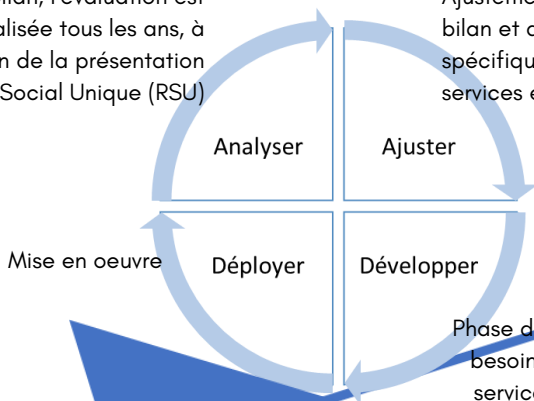 alisée tous les ans, à
n de la présentation
Social Unique (RSU)
bilan et
spécifiqu
services e
Analyser
Ajuster
Mise en oeuvre
Déployer
Développer
Phase d
besoin
servic